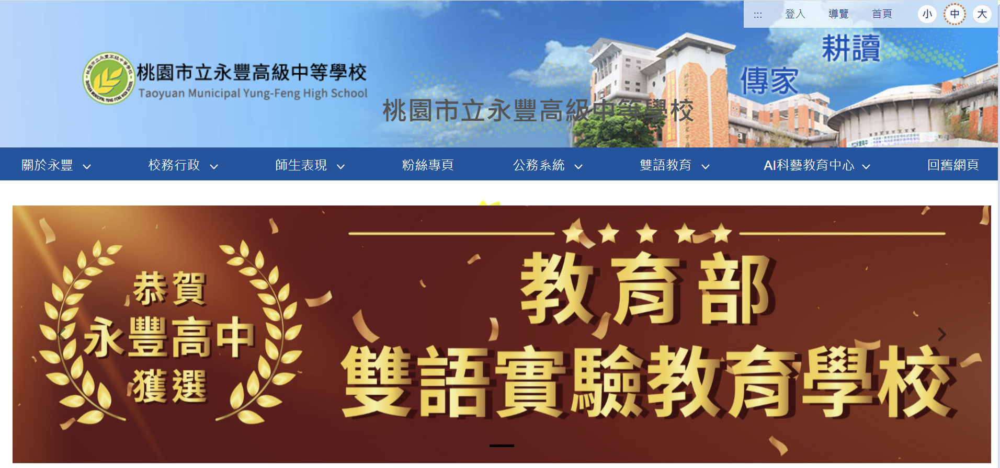 :::
登入
導覽
首頁
小
中
大
耕讀
傳家
桃園市立永豐高級中等學校
Taoyuan Municipal Yung-Feng High School
桃園市立永豐高級中等學校
關於永豐
校務行政
師生表現
粉絲專頁
公務系統
雙語教育
AI科藝教育中心
回舊網頁
恭賀
永豐高中
獲選
教育部
雙語實驗教育學校